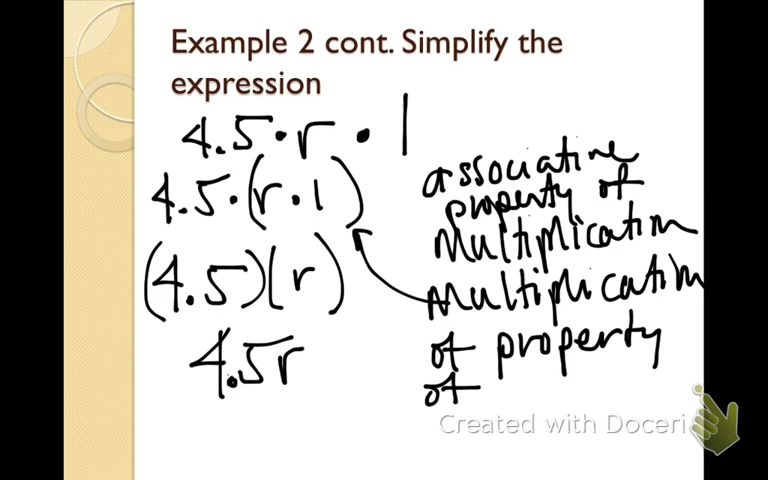 Example 2 cont. Simplify the
expression
4.5 · r · 1
4.5 · (r · 1)
(4.5)(r)
4.5r
associative
property of
Multiplication
Multiplication
of property
of
Created with Doceri